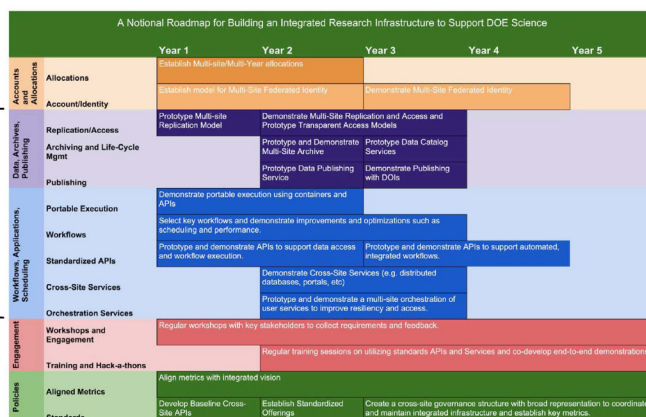 A Notional Roadmap for Building an Integrated Research Infrastructure to Support DOE Science
Year 1 Year 2 Year 3 Year 4 Year 5
Accounts
and
Allocations
Allocations
Establish Multi-site/Multi-Year allocations
Account/Identity
Establish model for Multi-Site Federated Identity
Demonstrate Multi-Site Federated Identity
Data, Archives,
Publishing
Replication/Access
Prototype Multi-site
Replication Model
Demonstrate Multi-Site Replication and Access and
Prototype Transparent Access Models
Archiving and Life-Cycle
Mgmt
Prototype and Demonstrate
Multi-Site Archive
Prototype Data Catalog
Services
Publishing
Prototype Data Publishing
Service
Demonstrate Publishing
with DOIs
Workflows, Applications,
Scheduling
Portable Execution
Demonstrate portable execution using containers and
APIs
Workflows
Select key workflows and demonstrate improvements and optimizations such as
scheduling and performance.
Standardized APIs
Prototype and demonstrate APIs to support data access
and workflow execution.
Prototype and demonstrate APIs to support automated,
integrated workflows.
Cross-Site Services
Demonstrate Cross-Site Services (e.g. distributed
databases, portals, etc)
Orchestration Services
Prototype and demonstrate a multi-site orchestration of
user services to improve resiliency and access.
Engagement
Workshops and
Engagement
Regular workshops with key stakeholders to collect requirements and feedback.
Training and Hack-a-thons
Regular training sessions on utilizing standards APIs and Services and co-develop end-to-end demonstrations
Policies
Aligned Metrics
Align metrics with integrated vision
Standards
Develop Baseline Cross-
Site APIs
Establish Standardized
Offerings
Create a cross-site governance structure with broad representation to coordinate
and maintain integrated infrastructure and establish key metrics.